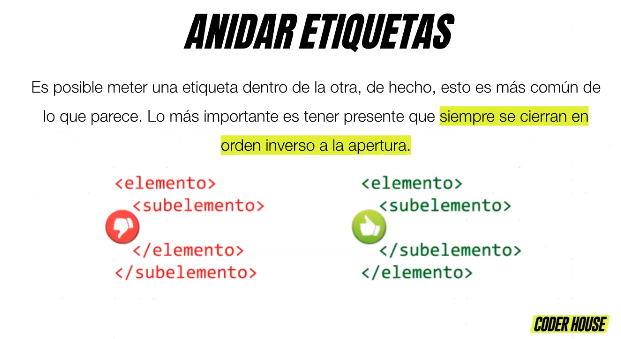 ANIDAR ETIQUETAS
Es posible meter una etiqueta dentro de la otra, de hecho, esto es más común de
lo que parece. Lo más importante es tener presente que siempre se cierran en
orden inverso a la apertura.
<elemento>
<subelemento>
</elemento>
</subelemento>
<elemento>
<subelemento>
</subelemento>
</elemento>
CODER HOUSE